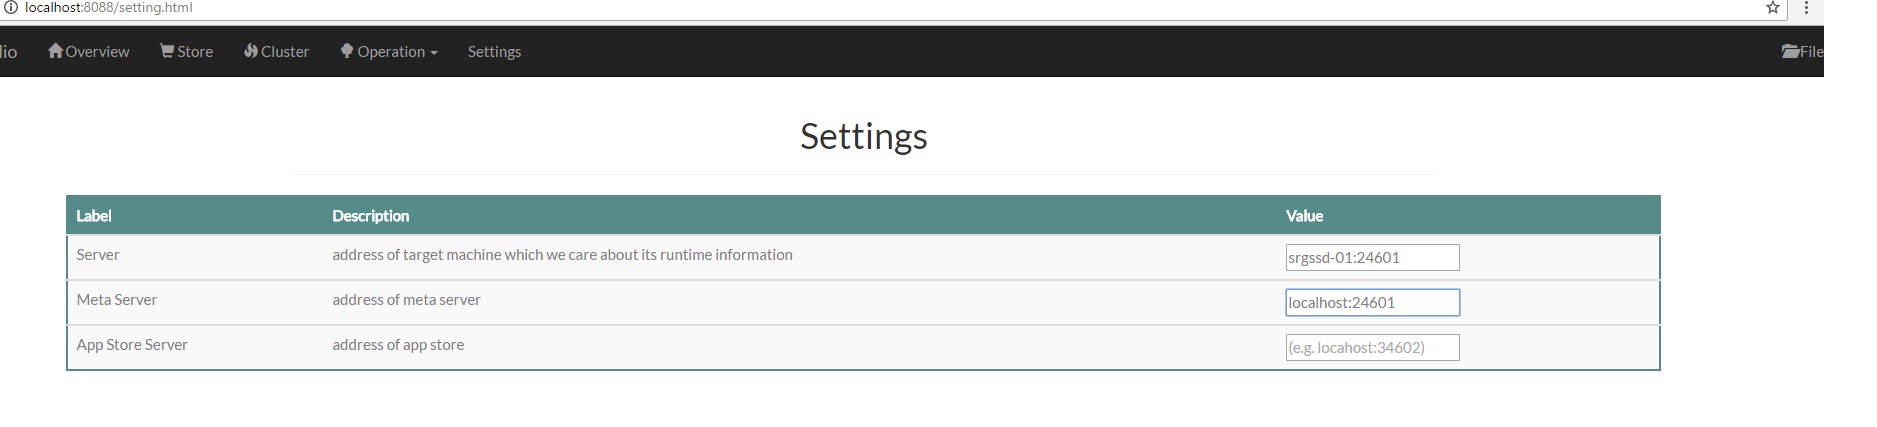 localhost:8088/setting.html
lio Overview Store Cluster Operation Settings File
Settings
Label Description Value
Server address of target machine which we care about its runtime information srgssd-01:24601
Meta Server address of meta server localhost:24601
App Store Server address of app store (e.g. locahost:34602)